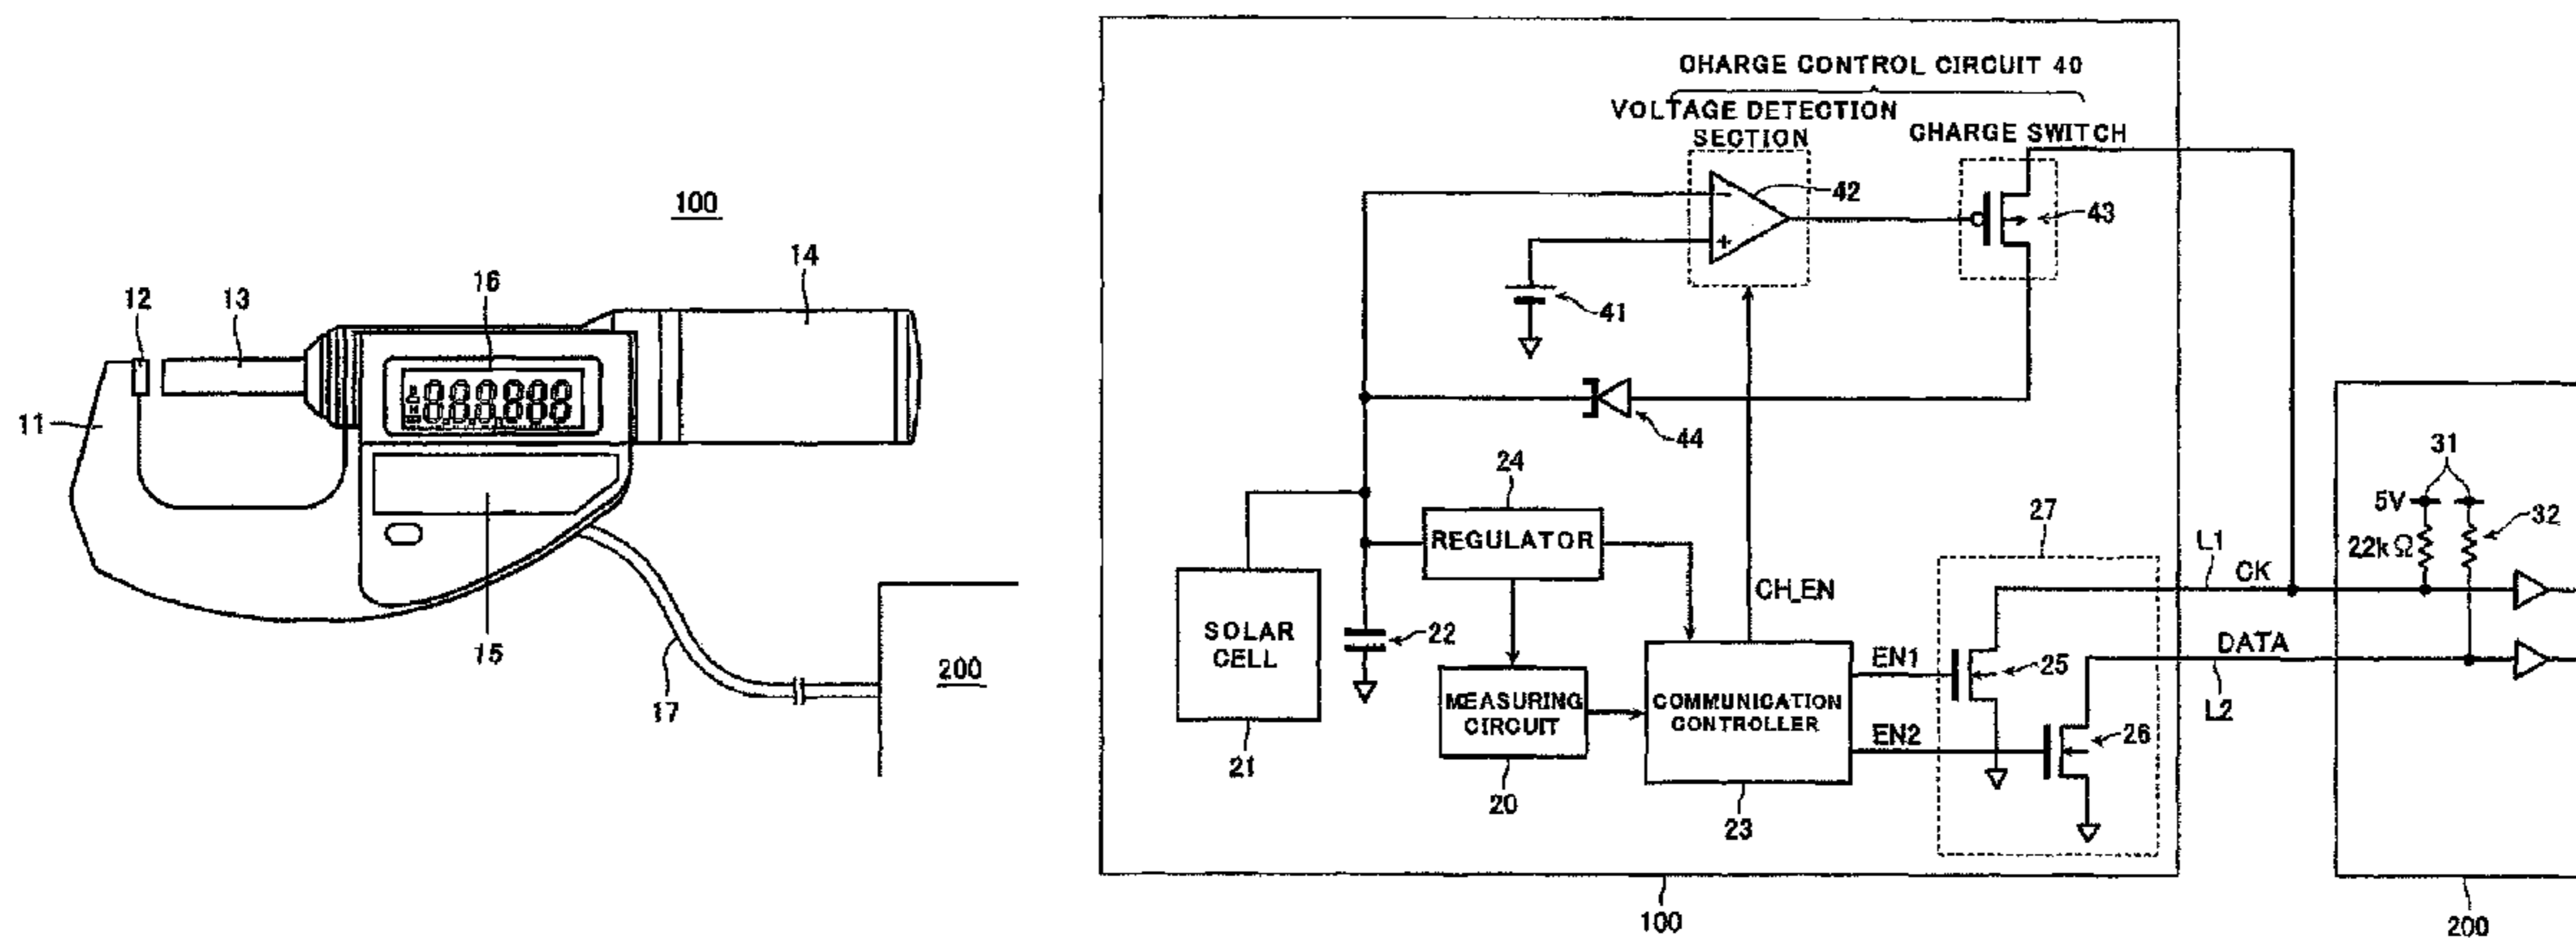 100
14
16
12
13
11
15
17
200
CHARGE CONTROL CIRCUIT 40
VOLTAGE DETECTION
SECTION
CHARGE SWITCH
42
43
-
+
41
44
24
REGULATOR
31
5V
32
22kΩ
27
L1
CK
CH_EN
SOLAR
CELL
22
DATA
EN1
25
L2
MEASURING
CIRCUIT
COMMUNICATION
CONTROLLER
EN2
26
21
20
23
100
200